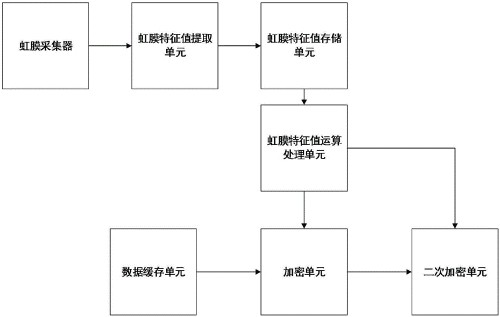 虹膜采集器
虹膜特征值提取
单元
虹膜特征值存储
单元
虹膜特征值运算
处理单元
数据缓存单元
加密单元
二次加密单元